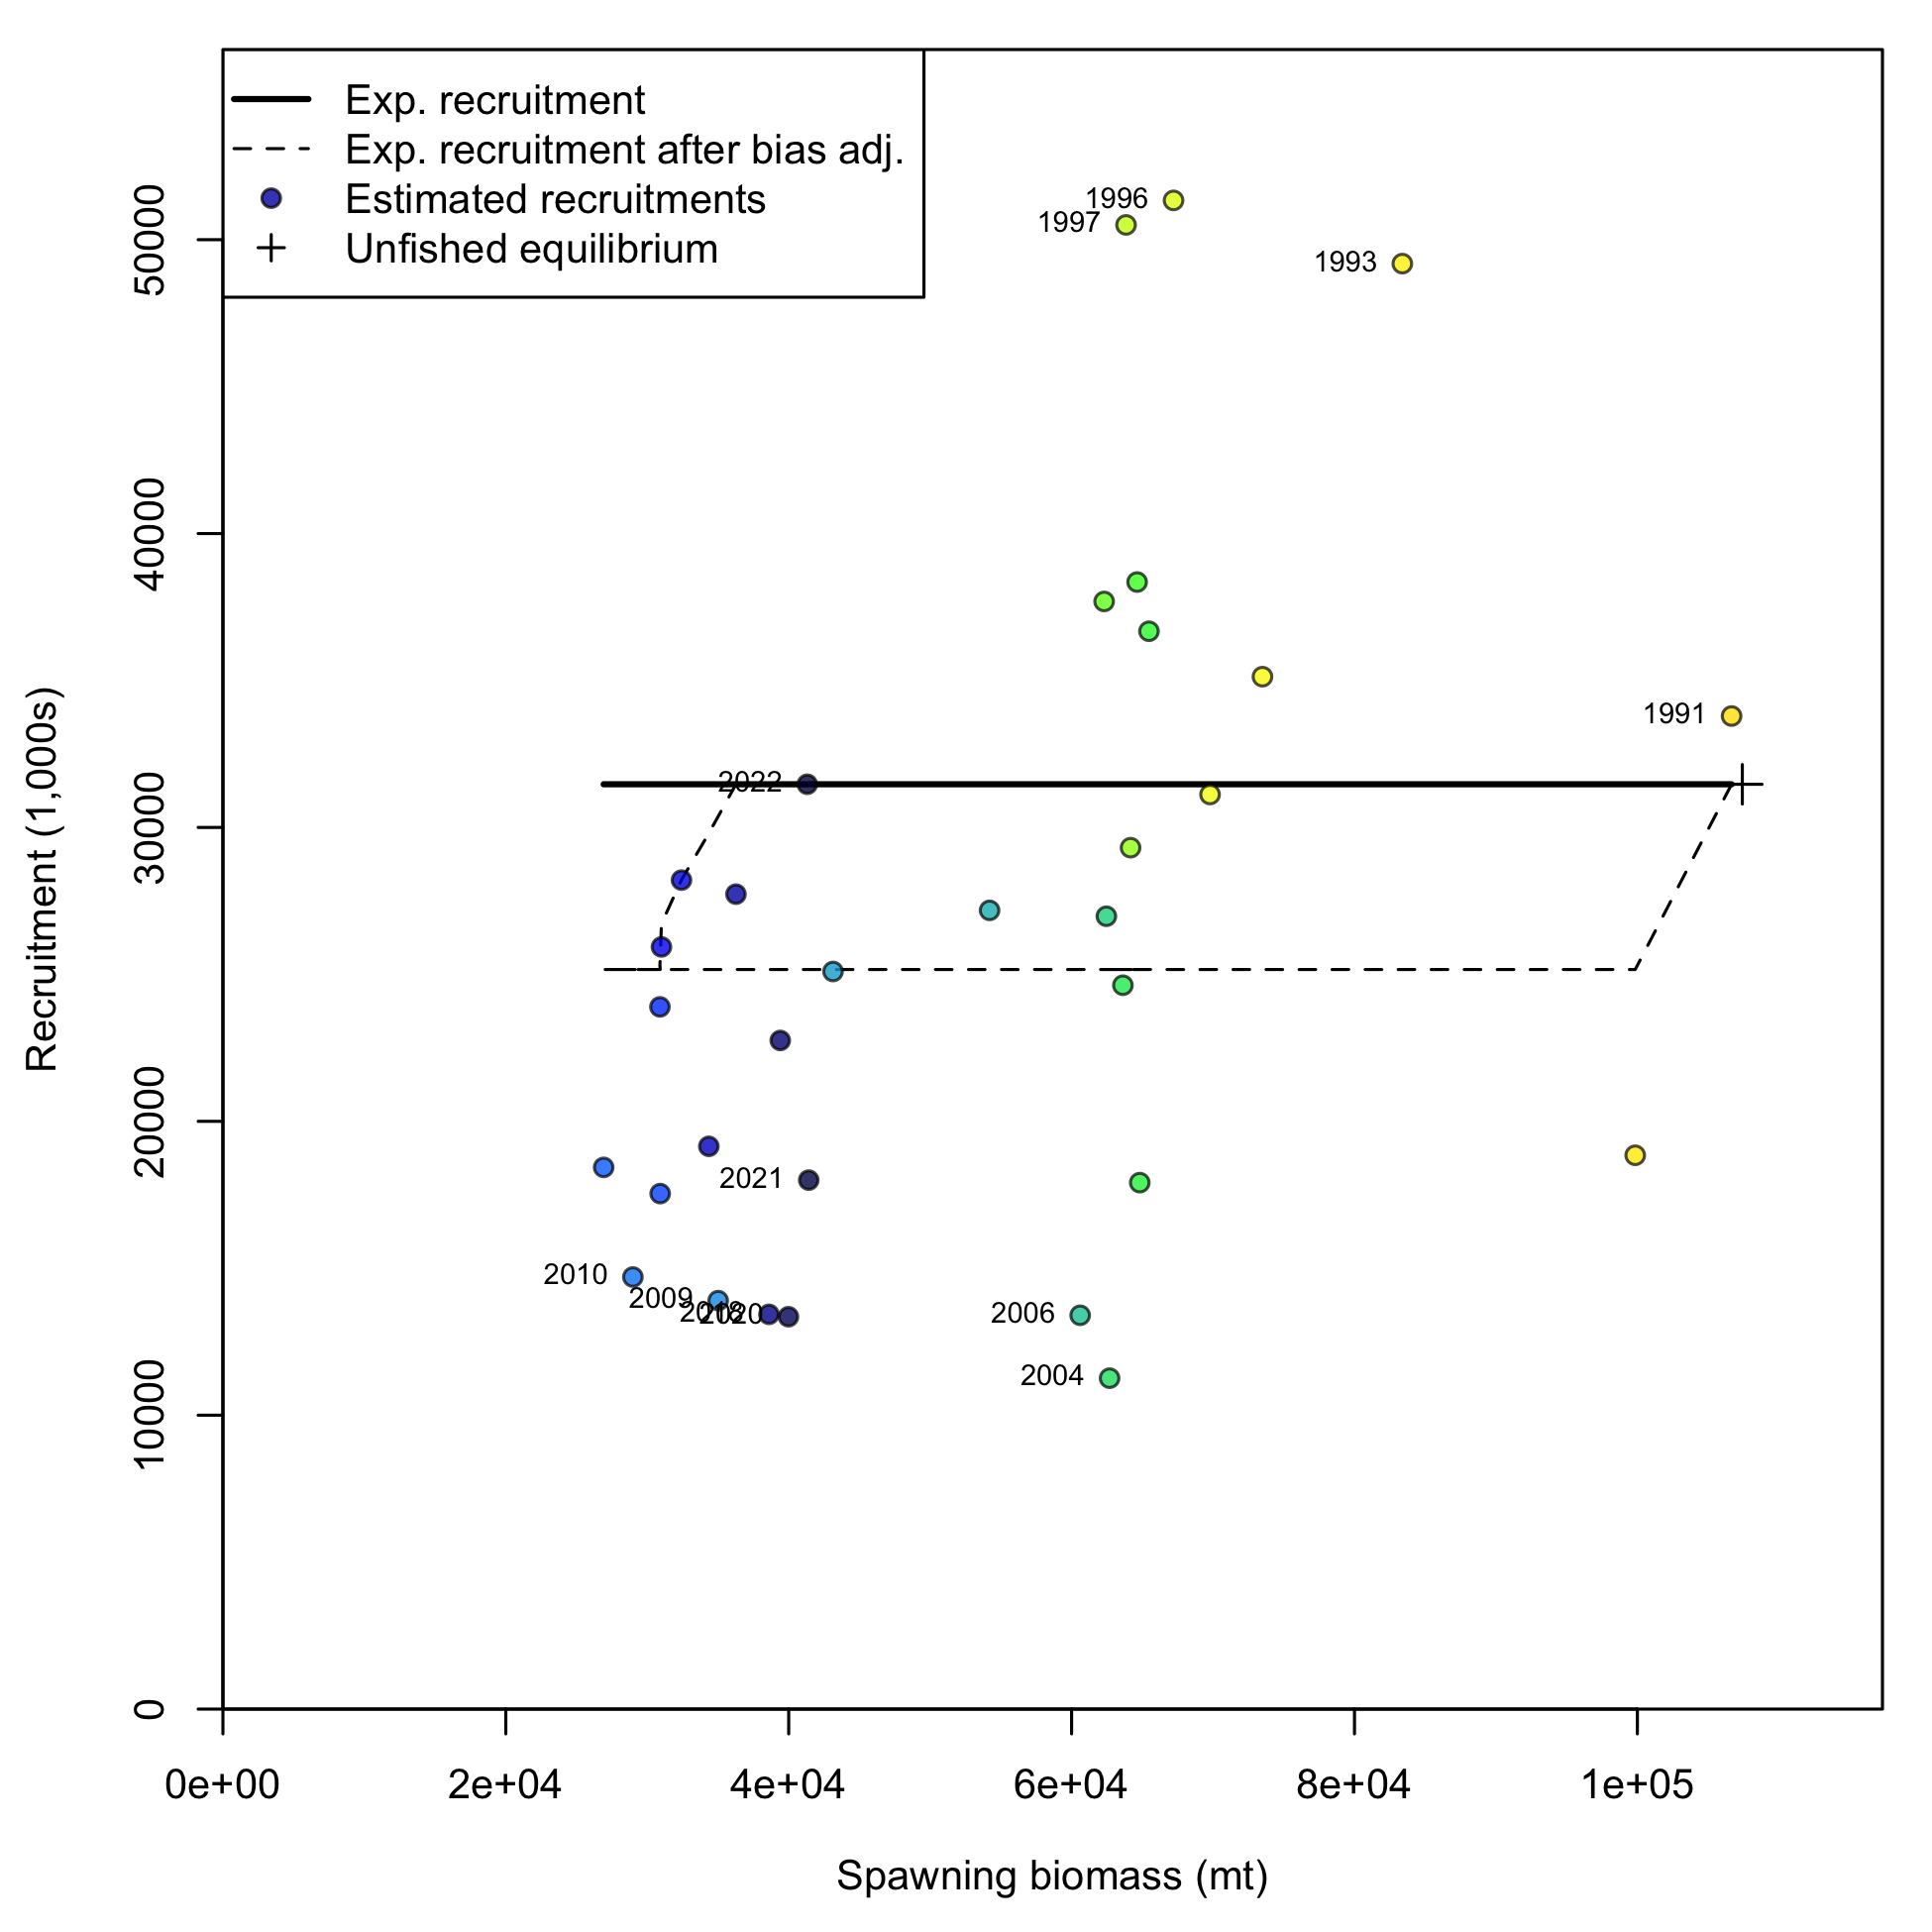 Exp. recruitment
Exp. recruitment after bias adj.
Estimated recruitments
Unfished equilibrium
1996
1997
1993
1991
2022
2021
2010
2009
2018
2020
2006
2004
Recruitment (1,000s)
50000
40000
30000
20000
10000
0
0e+00 2e+04 4e+04 6e+04 8e+04 1e+05
Spawning biomass (mt)